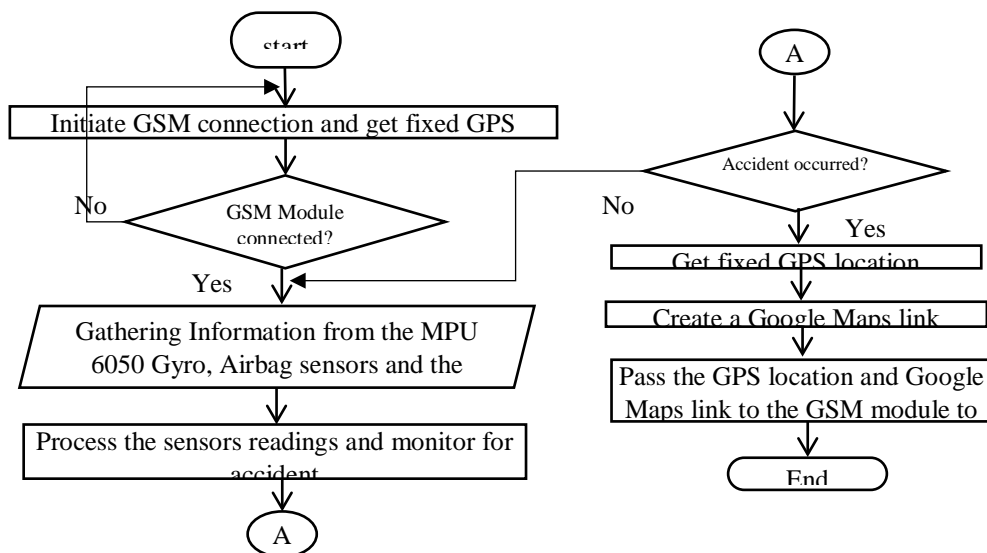 start
Initiate GSM connection and get fixed GPS
No
GSM Module
connected?
Yes
Gathering Information from the MPU
6050 Gyro, Airbag sensors and the
Process the sensors readings and monitor for
accident
A
A
Accident occurred?
No
Yes
Get fixed GPS location
Create a Google Maps link
Pass the GPS location and Google
Maps link to the GSM module to
End